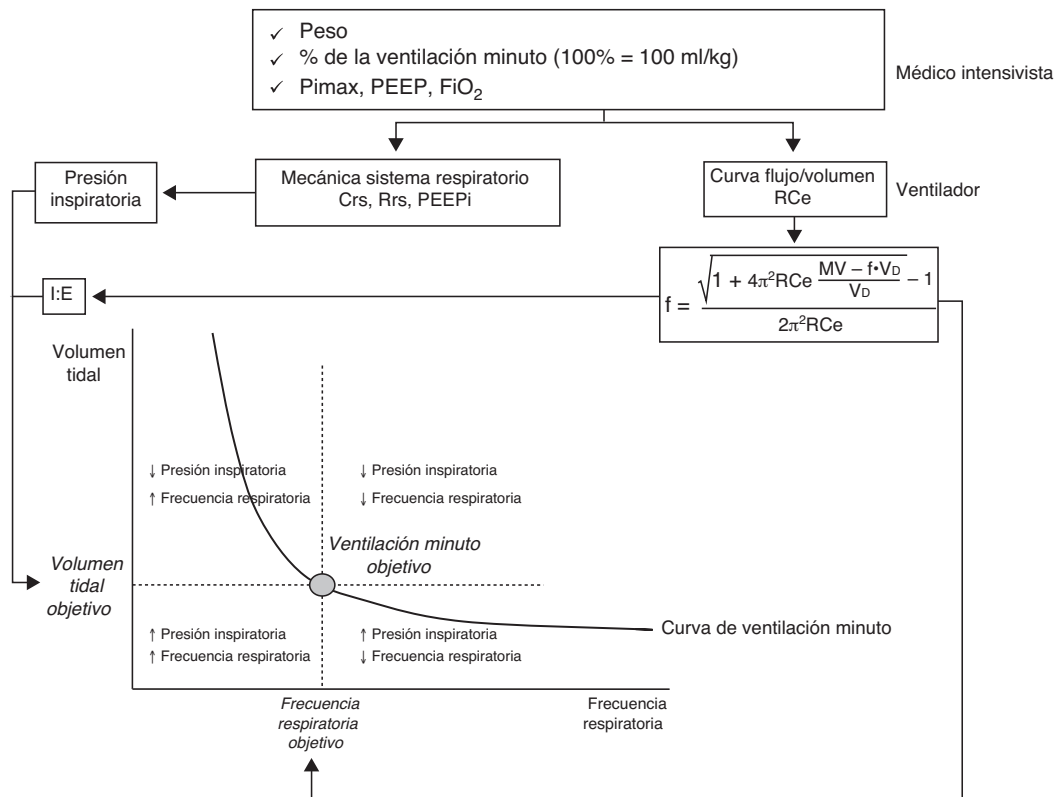 ✓ Peso
✓ % de la ventilación minuto (100% = 100 ml/kg)
✓ Pimax, PEEP, FiO₂
Médico intensivista
Presión
inspiratoria
Mecánica sistema respiratorio
Crs, Rrs, PEEPi
Curva flujo/volumen
RCe
Ventilador
I:E
f = (√(1 + 4π²RCe (MV – f•VD)/VD) – 1) / 2π²RCe
Volumen
tidal
↓ Presión inspiratoria
↑ Frecuencia respiratoria
↓ Presión inspiratoria
↓ Frecuencia respiratoria
Ventilación minuto
objetivo
Volumen
tidal
objetivo
↑ Presión inspiratoria
↑ Frecuencia respiratoria
↑ Presión inspiratoria
↓ Frecuencia respiratoria
Curva de ventilación minuto
Frecuencia
respiratoria
objetivo
Frecuencia
respiratoria